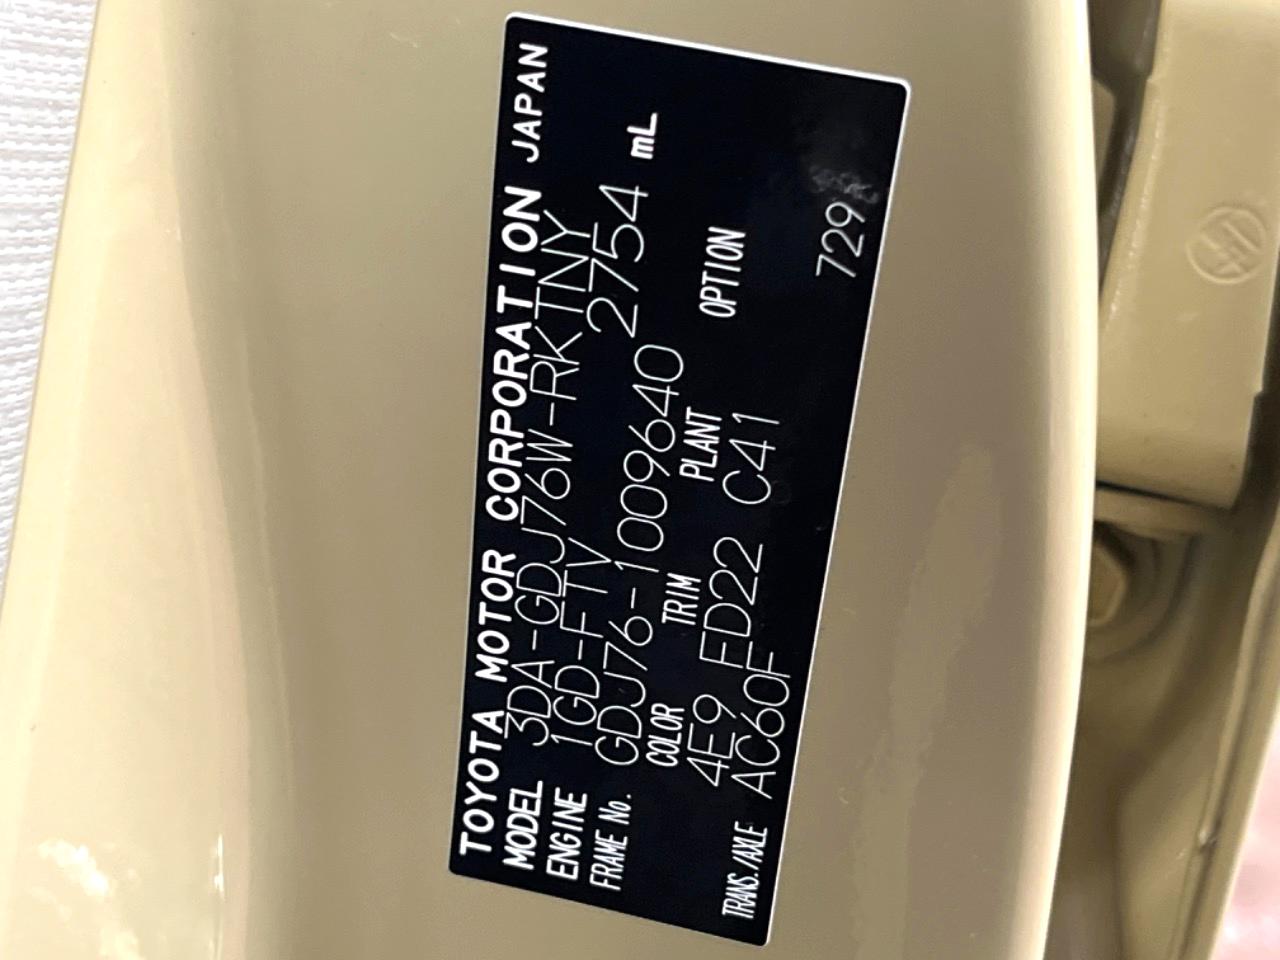 TOYOTA MOTOR CORPORATION JAPAN
MODEL 3DA-GDJ76W-RKTNY
ENGINE 1GD-FTV 2754 mL
FRAME No. GDJ76-1009640
COLOR TRIM PLANT OPTION
4E9 FD22 C41
TRANS./AXLE AC60F 729